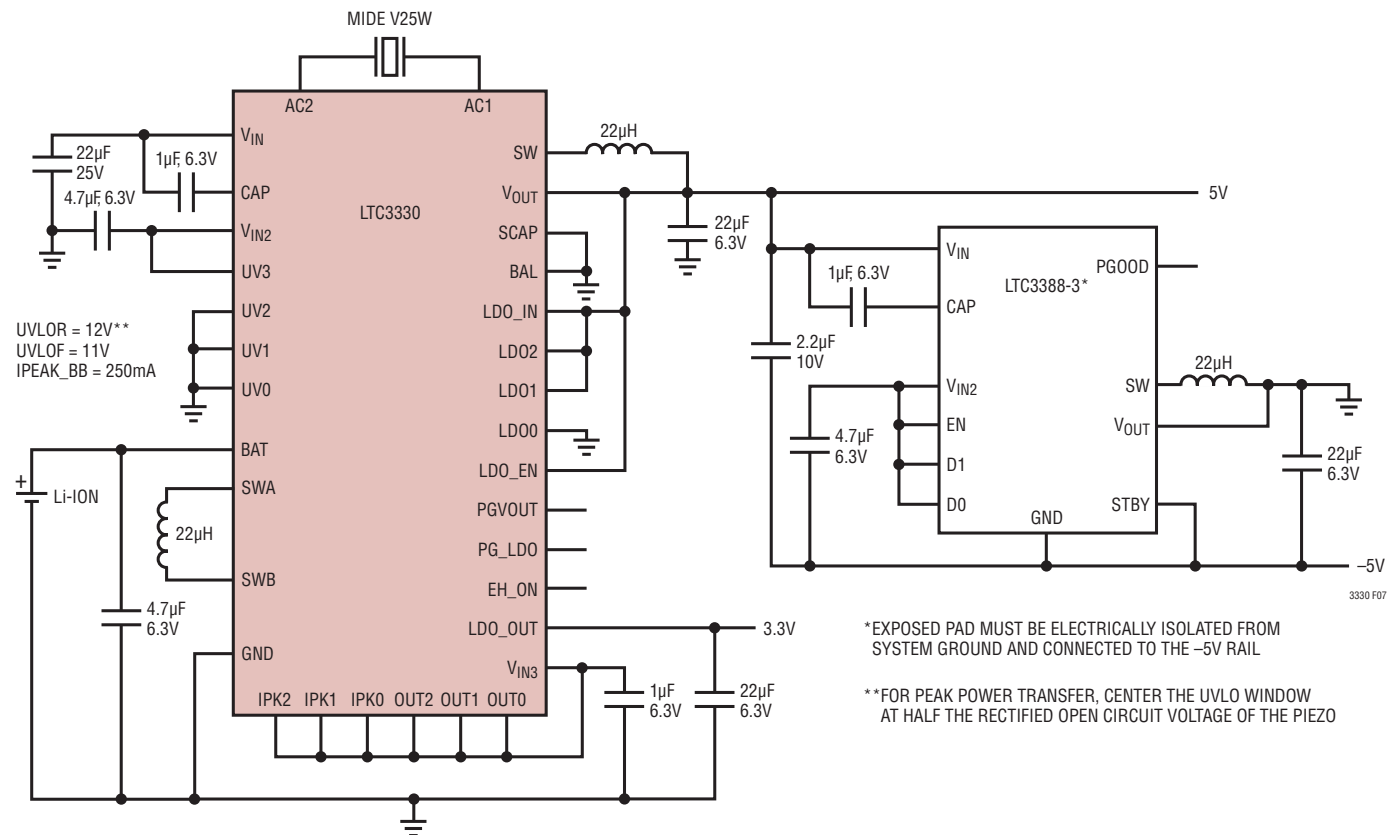 MIDE V25W
AC2
AC1
VIN
22µF
25V
1µF, 6.3V
CAP
4.7µF, 6.3V
VIN2
UV3
UV2
UV1
UV0
UVLOR = 12V**
UVLOF = 11V
IPEAK_BB = 250mA
BAT
+
Li-ION
SWA
22µH
SWB
4.7µF
6.3V
GND
LTC3330
IPK2
IPK1
IPK0
OUT2
OUT1
OUT0
SW
22µH
VOUT
5V
22µF
6.3V
SCAP
BAL
LDO_IN
LDO2
LDO1
LDO0
LDO_EN
PGVOUT
PG_LDO
EH_ON
LDO_OUT
3.3V
VIN3
1µF
6.3V
22µF
6.3V
2.2µF
10V
1µF, 6.3V
4.7µF
6.3V
VIN
LTC3388-3*
PGOOD
CAP
VIN2
EN
D1
D0
GND
SW
22µH
VOUT
STBY
22µF
6.3V
–5V
3330 F07
*EXPOSED PAD MUST BE ELECTRICALLY ISOLATED FROM
SYSTEM GROUND AND CONNECTED TO THE –5V RAIL
**FOR PEAK POWER TRANSFER, CENTER THE UVLO WINDOW
AT HALF THE RECTIFIED OPEN CIRCUIT VOLTAGE OF THE PIEZO